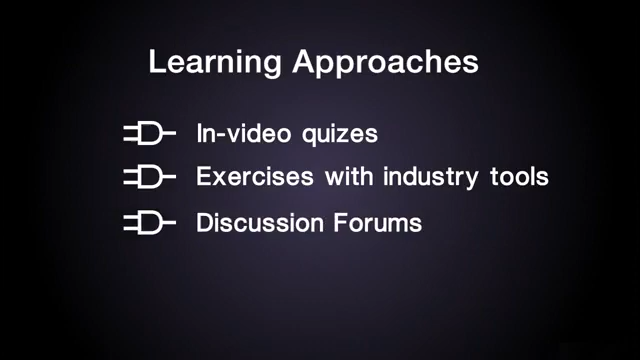 Learning Approaches
In-video quizes
Exercises with industry tools
Discussion Forums